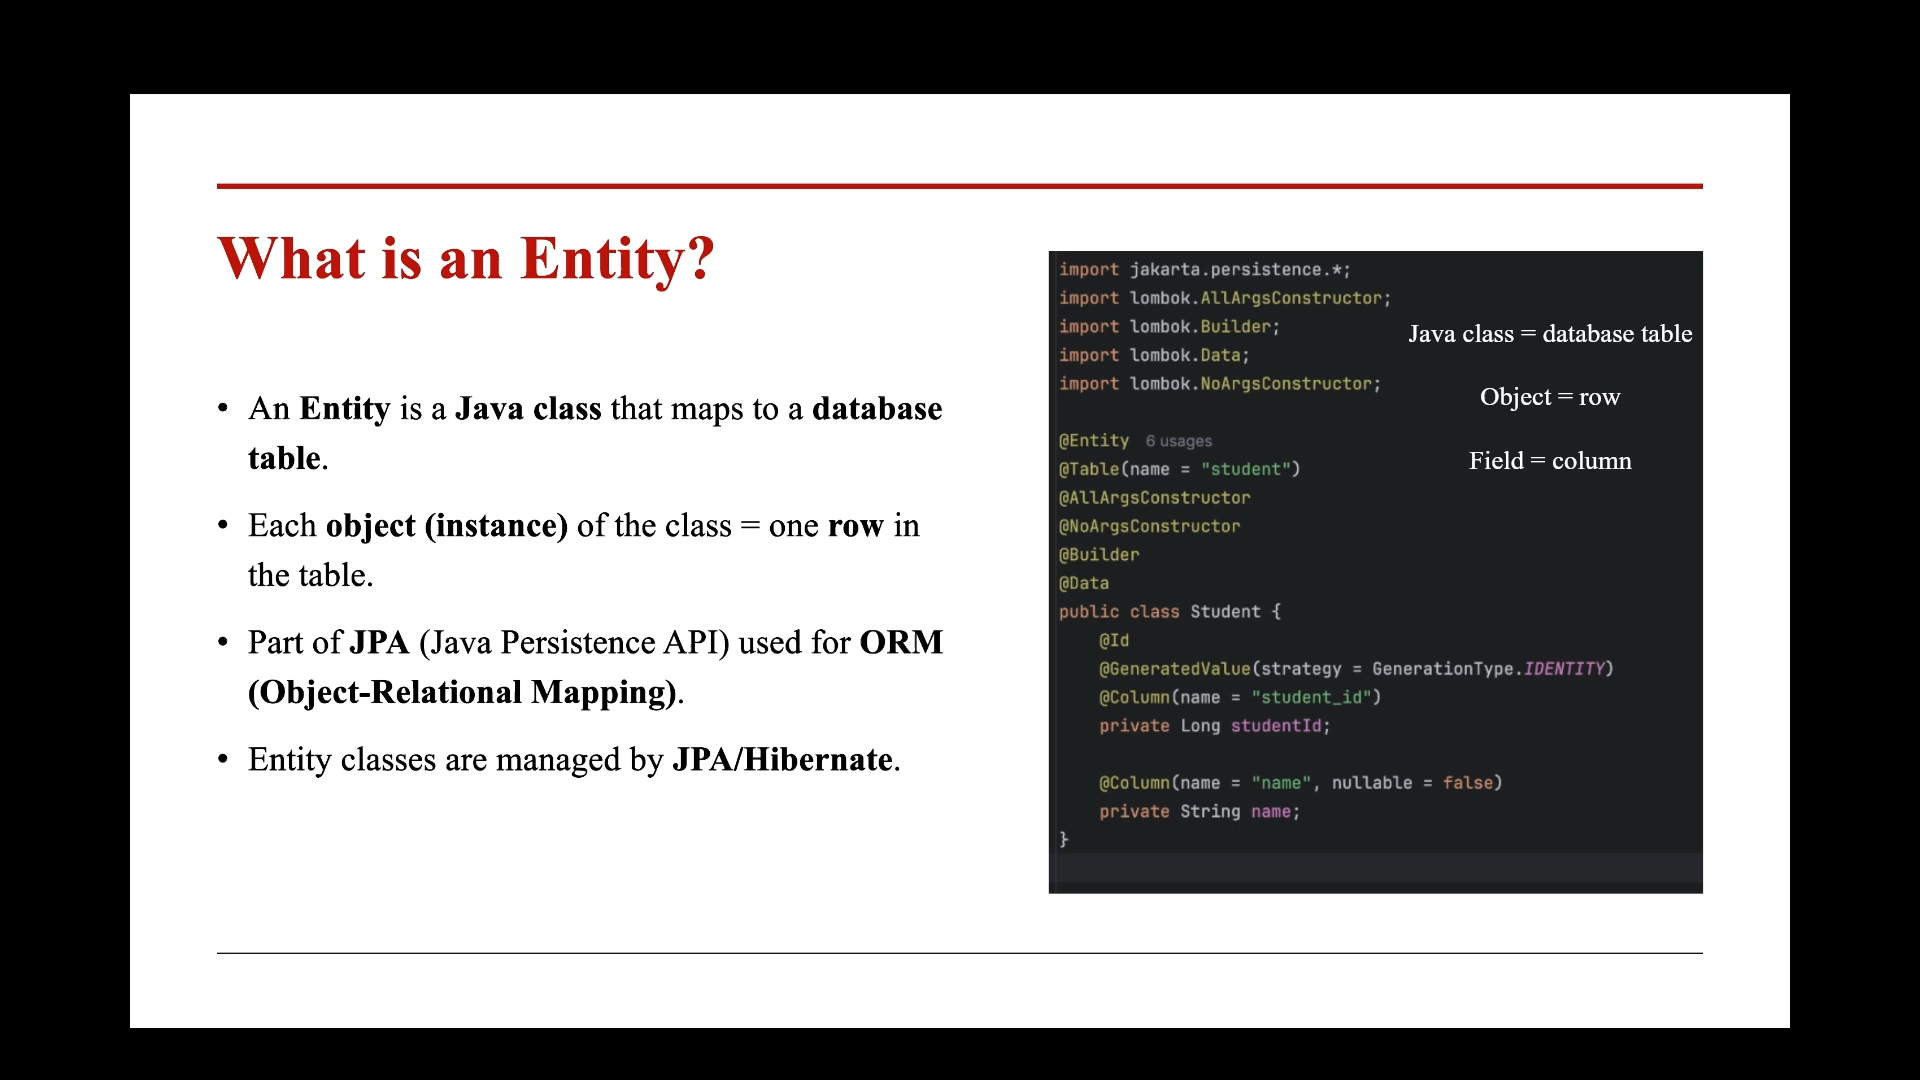 What is an Entity?
• An Entity is a Java class that maps to a database
table.
• Each object (instance) of the class = one row in
the table.
• Part of JPA (Java Persistence API) used for ORM
(Object-Relational Mapping).
• Entity classes are managed by JPA/Hibernate.
import jakarta.persistence.*;
import lombok.AllArgsConstructor;
import lombok.Builder;
import lombok.Data;
import lombok.NoArgsConstructor;
@Entity 6 usages
@Table(name = "student")
@AllArgsConstructor
@NoArgsConstructor
@Builder
@Data
public class Student {
@Id
@GeneratedValue(strategy = GenerationType.IDENTITY)
@Column(name = "student_id")
private Long studentId;
@Column(name = "name", nullable = false)
private String name;
}
Java class = database table
Object = row
Field = column